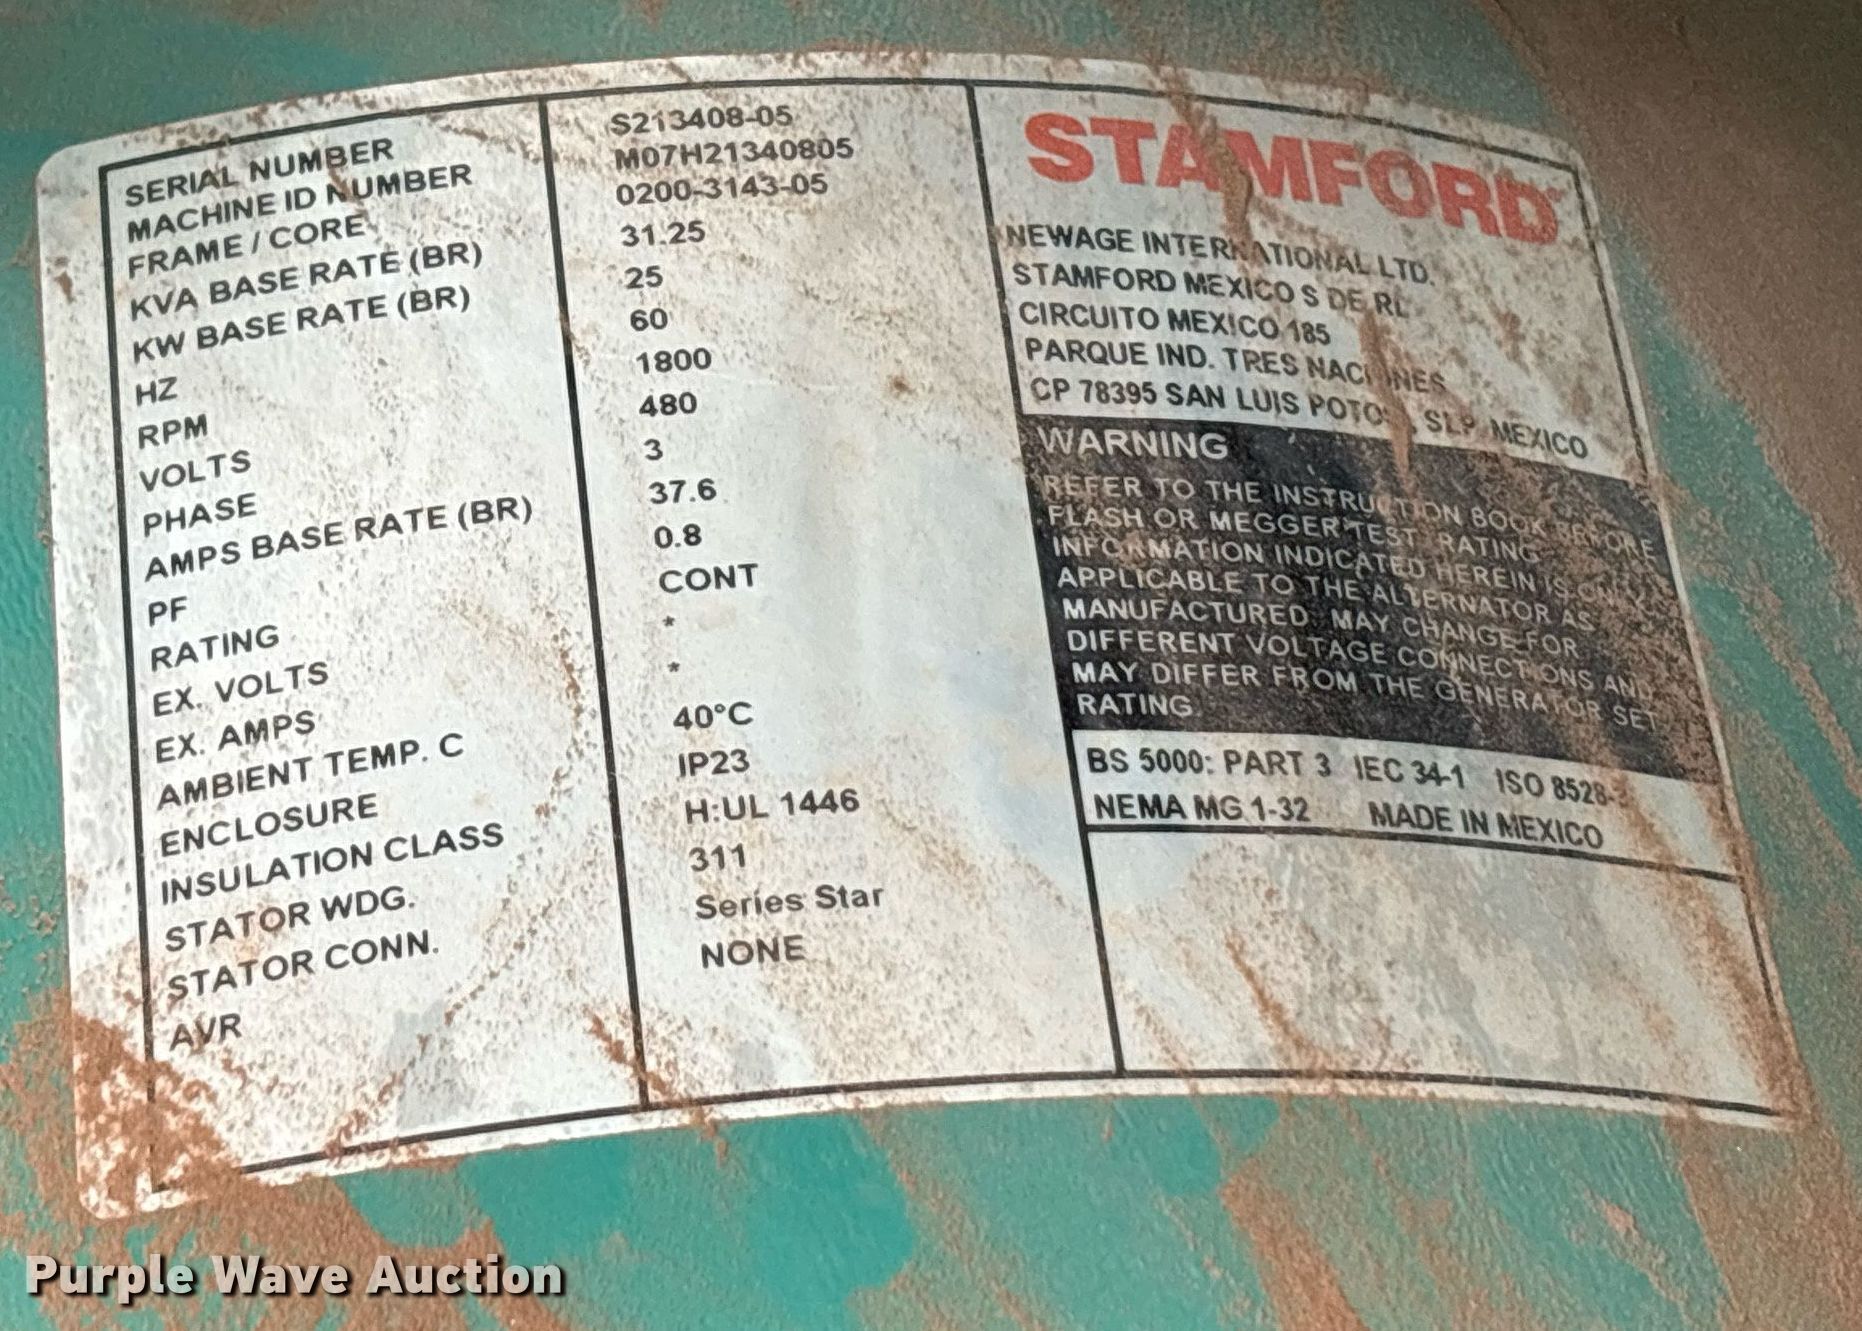 SERIAL NUMBER
MACHINE ID NUMBER
FRAME / CORE
KVA BASE RATE (BR)
KW BASE RATE (BR)
HZ
RPM
VOLTS
PHASE
AMPS BASE RATE (BR)
PF
RATING
EX. VOLTS
EX. AMPS
AMBIENT TEMP. C
ENCLOSURE
INSULATION CLASS
STATOR WDG.
STATOR CONN.
AVR
S213408-05
M07H21340805
0200-3143-05
31.25
25
60
1800
480
3
37.6
0.8
CONT
*
*
40°C
IP23
H:UL 1446
311
Series Star
NONE
STAMFORD
NEWAGE INTERNATIONAL LTD.
STAMFORD MEXICO S DE RL
CIRCUITO MEXICO 185
PARQUE IND. TRES NACIONES
CP 78395 SAN LUIS POTOSI, SLP MEXICO
WARNING
REFER TO THE INSTRUCTION BOOK BEFORE
FLASH OR MEGGER TEST. RATING
INFORMATION INDICATED HEREIN IS ONLY
APPLICABLE TO THE ALTERNATOR AS
MANUFACTURED. MAY CHANGE FOR
DIFFERENT VOLTAGE CONNECTIONS AND
MAY DIFFER FROM THE GENERATOR SET
RATING.
BS 5000: PART 3 IEC 34-1 ISO 8528-3
NEMA MG 1-32 MADE IN MEXICO
Purple Wave Auction